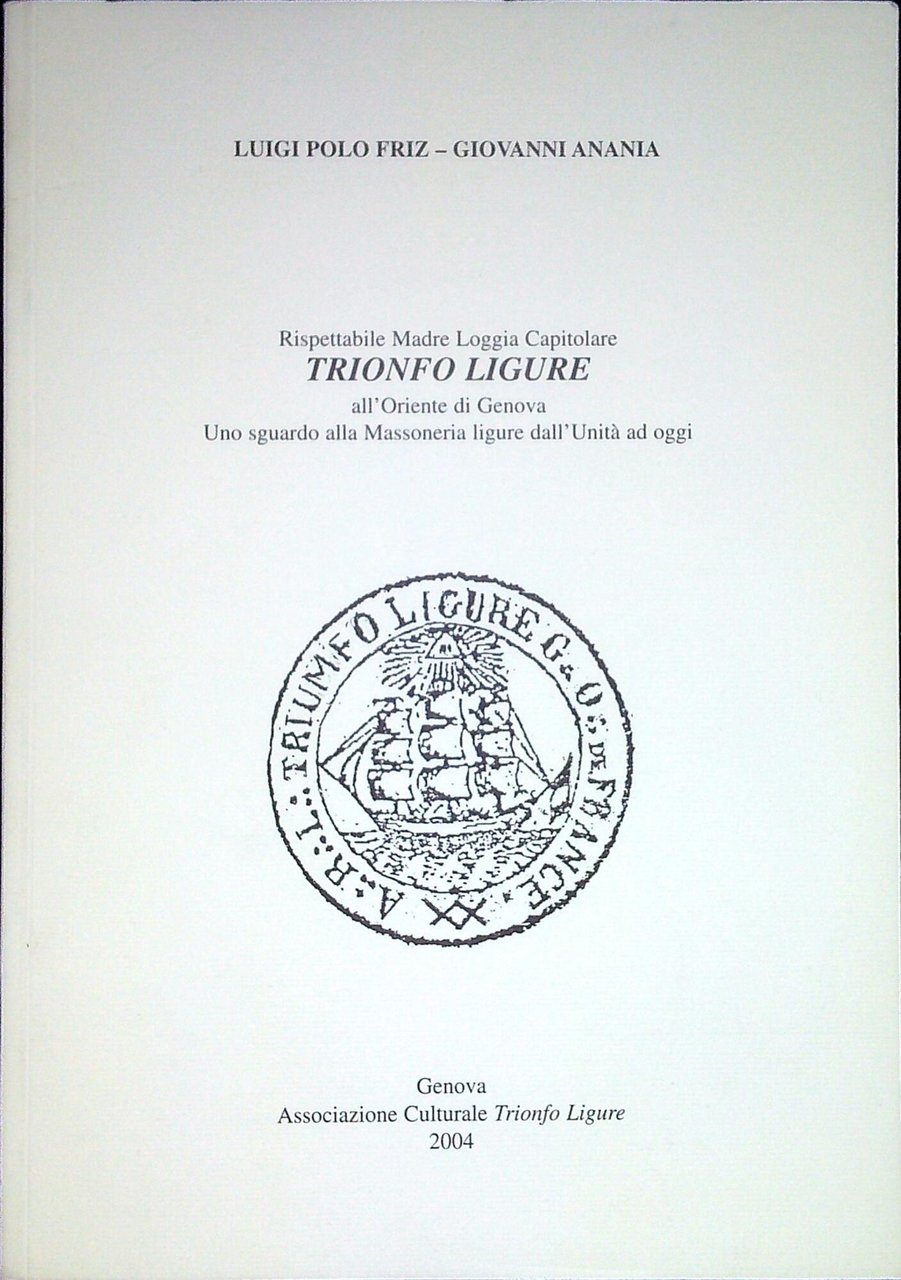 LUIGI POLO FRIZ – GIOVANNI ANANIA
Rispettabile Madre Loggia Capitolare
TRIONFO LIGURE
all'Oriente di Genova
Uno sguardo alla Massoneria ligure dall'Unità ad oggi
A∴R∴L∴TRIUMFO LIGURE G∴O∴DE FRANCE.
Genova
Associazione Culturale Trionfo Ligure
2004